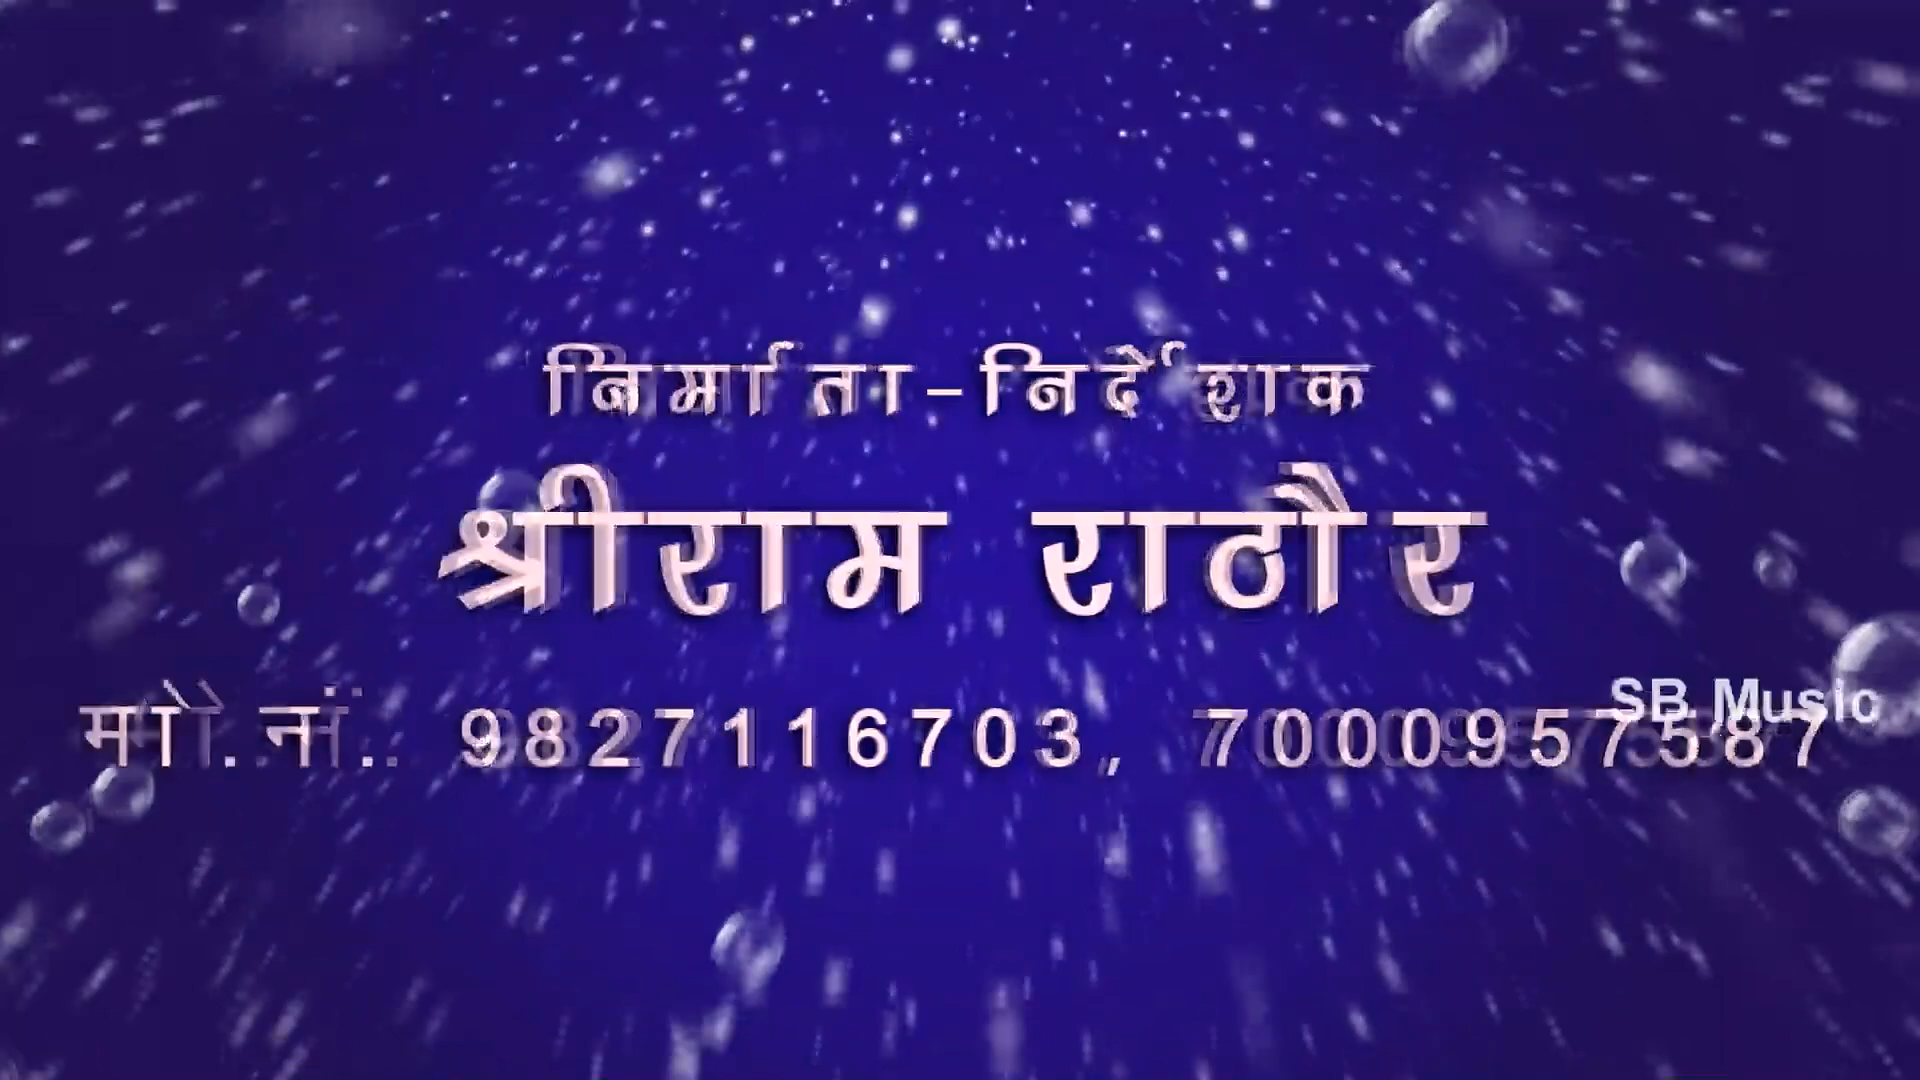 निर्माता-निर्देशक
श्रीराम राठौर
SB Music
मो. नं. 9827116703, 7000957587